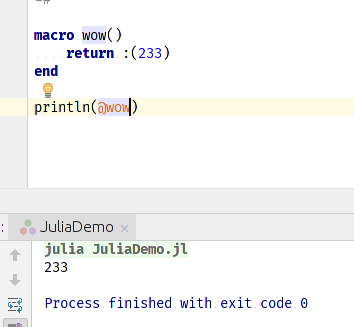 =#
macro wow()
    return :(233)
end
println(@wow)
: JuliaDemo ×
julia JuliaDemo.jl
233
Process finished with exit code 0